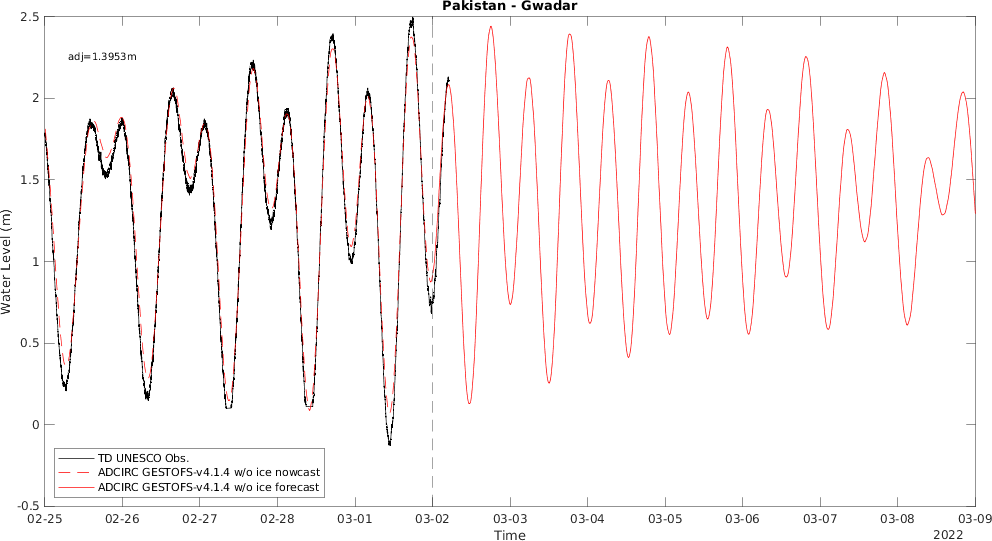 Pakistan - Gwadar
adj=1.3953m
2.5
2
1.5
1
0.5
0
-0.5
Water Level (m)
TD UNESCO Obs.
ADCIRC GESTOFS-v4.1.4 w/o ice nowcast
ADCIRC GESTOFS-v4.1.4 w/o ice forecast
02-25 02-26 02-27 02-28 03-01 03-02 03-03 03-04 03-05 03-06 03-07 03-08 03-09
Time
2022